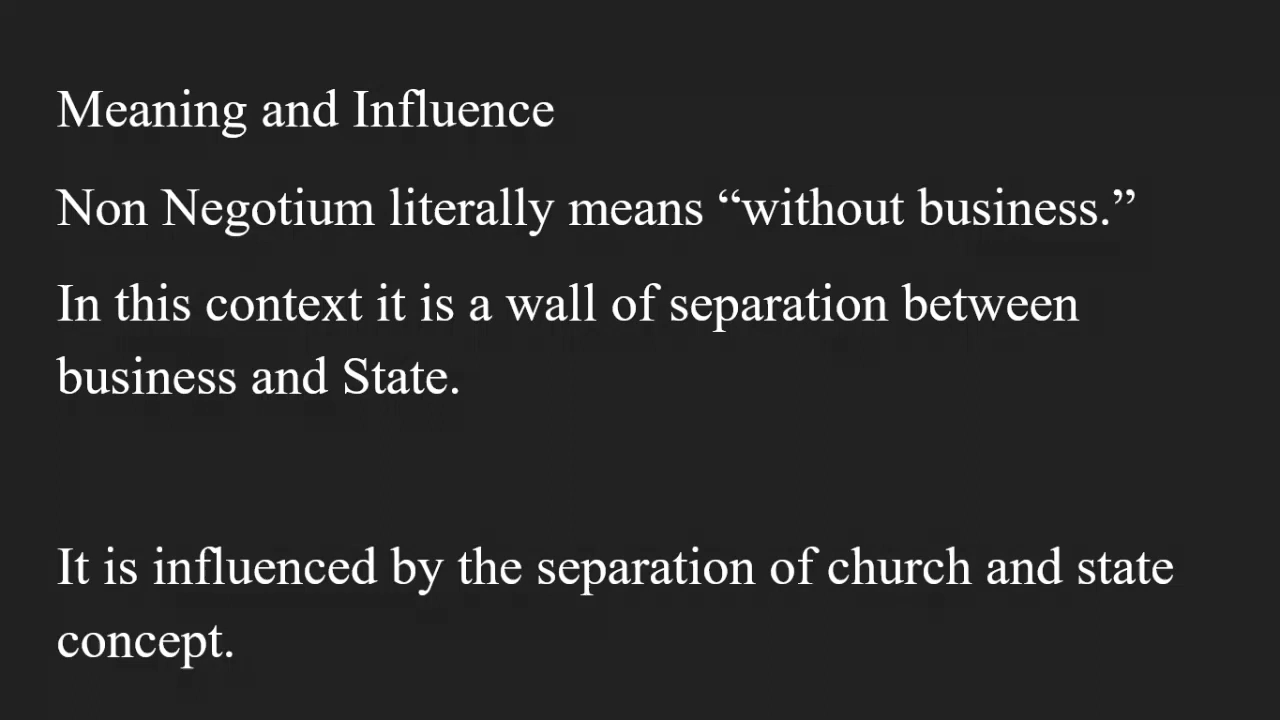 Meaning and Influence
Non Negotium literally means “without business.”
In this context it is a wall of separation between
business and State.
It is influenced by the separation of church and state
concept.